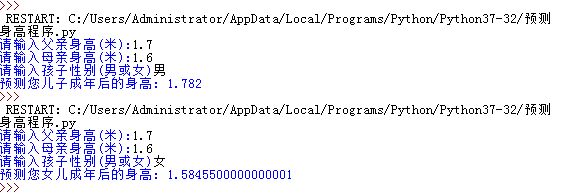 >>>
 RESTART: C:/Users/Administrator/AppData/Local/Programs/Python/Python37-32/预测
身高程序.py
请输入父亲身高(米):1.7
请输入母亲身高(米):1.6
请输入孩子性别(男或女)男
预测您儿子成年后的身高: 1.782
>>>
 RESTART: C:/Users/Administrator/AppData/Local/Programs/Python/Python37-32/预测
身高程序.py
请输入父亲身高(米):1.7
请输入母亲身高(米):1.6
请输入孩子性别(男或女)女
预测您女儿成年后的身高: 1.5845500000000001
>>>